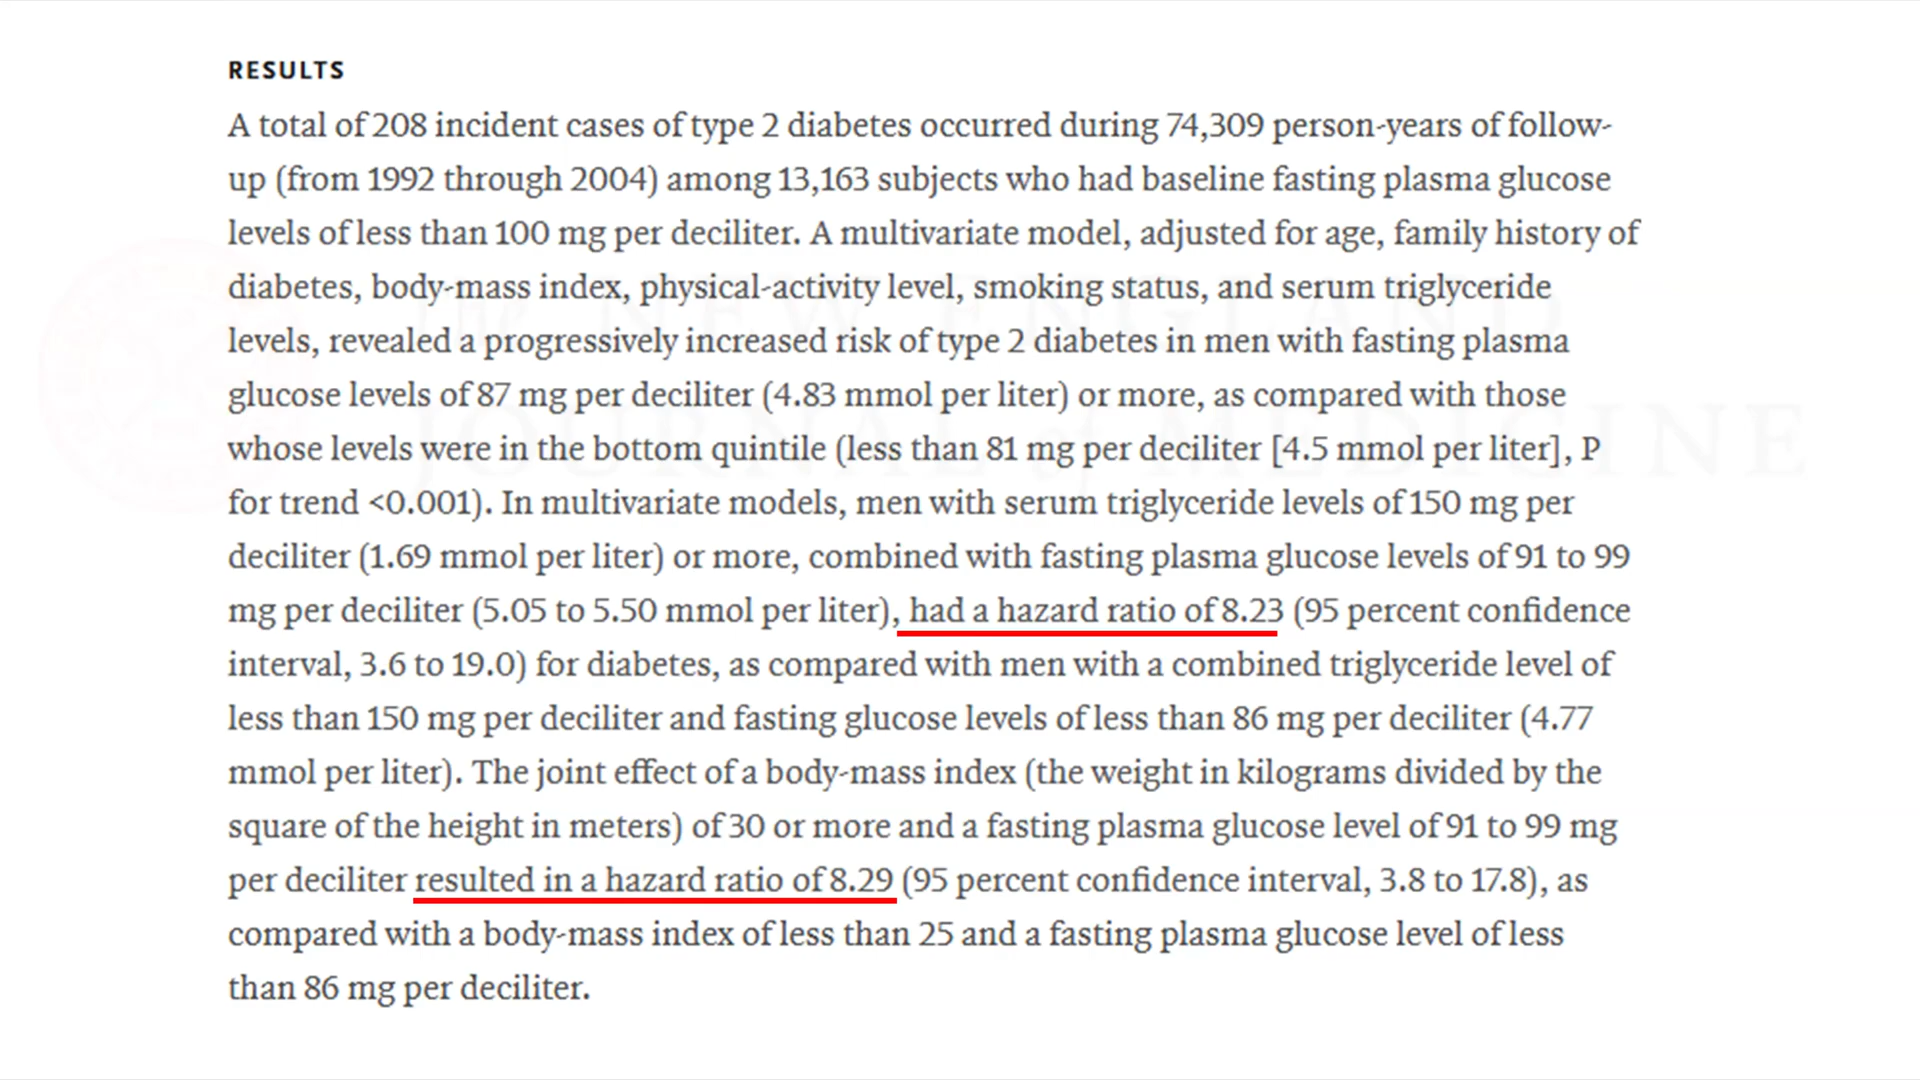 RESULTS
A total of 208 incident cases of type 2 diabetes occurred during 74,309 person-years of follow-
up (from 1992 through 2004) among 13,163 subjects who had baseline fasting plasma glucose
levels of less than 100 mg per deciliter. A multivariate model, adjusted for age, family history of
diabetes, body-mass index, physical-activity level, smoking status, and serum triglyceride
levels, revealed a progressively increased risk of type 2 diabetes in men with fasting plasma
glucose levels of 87 mg per deciliter (4.83 mmol per liter) or more, as compared with those
whose levels were in the bottom quintile (less than 81 mg per deciliter [4.5 mmol per liter], P
for trend <0.001). In multivariate models, men with serum triglyceride levels of 150 mg per
deciliter (1.69 mmol per liter) or more, combined with fasting plasma glucose levels of 91 to 99
mg per deciliter (5.05 to 5.50 mmol per liter), had a hazard ratio of 8.23 (95 percent confidence
interval, 3.6 to 19.0) for diabetes, as compared with men with a combined triglyceride level of
less than 150 mg per deciliter and fasting glucose levels of less than 86 mg per deciliter (4.77
mmol per liter). The joint effect of a body-mass index (the weight in kilograms divided by the
square of the height in meters) of 30 or more and a fasting plasma glucose level of 91 to 99 mg
per deciliter resulted in a hazard ratio of 8.29 (95 percent confidence interval, 3.8 to 17.8), as
compared with a body-mass index of less than 25 and a fasting plasma glucose level of less
than 86 mg per deciliter.
The NEW ENGLAND
JOURNAL of MEDICINE